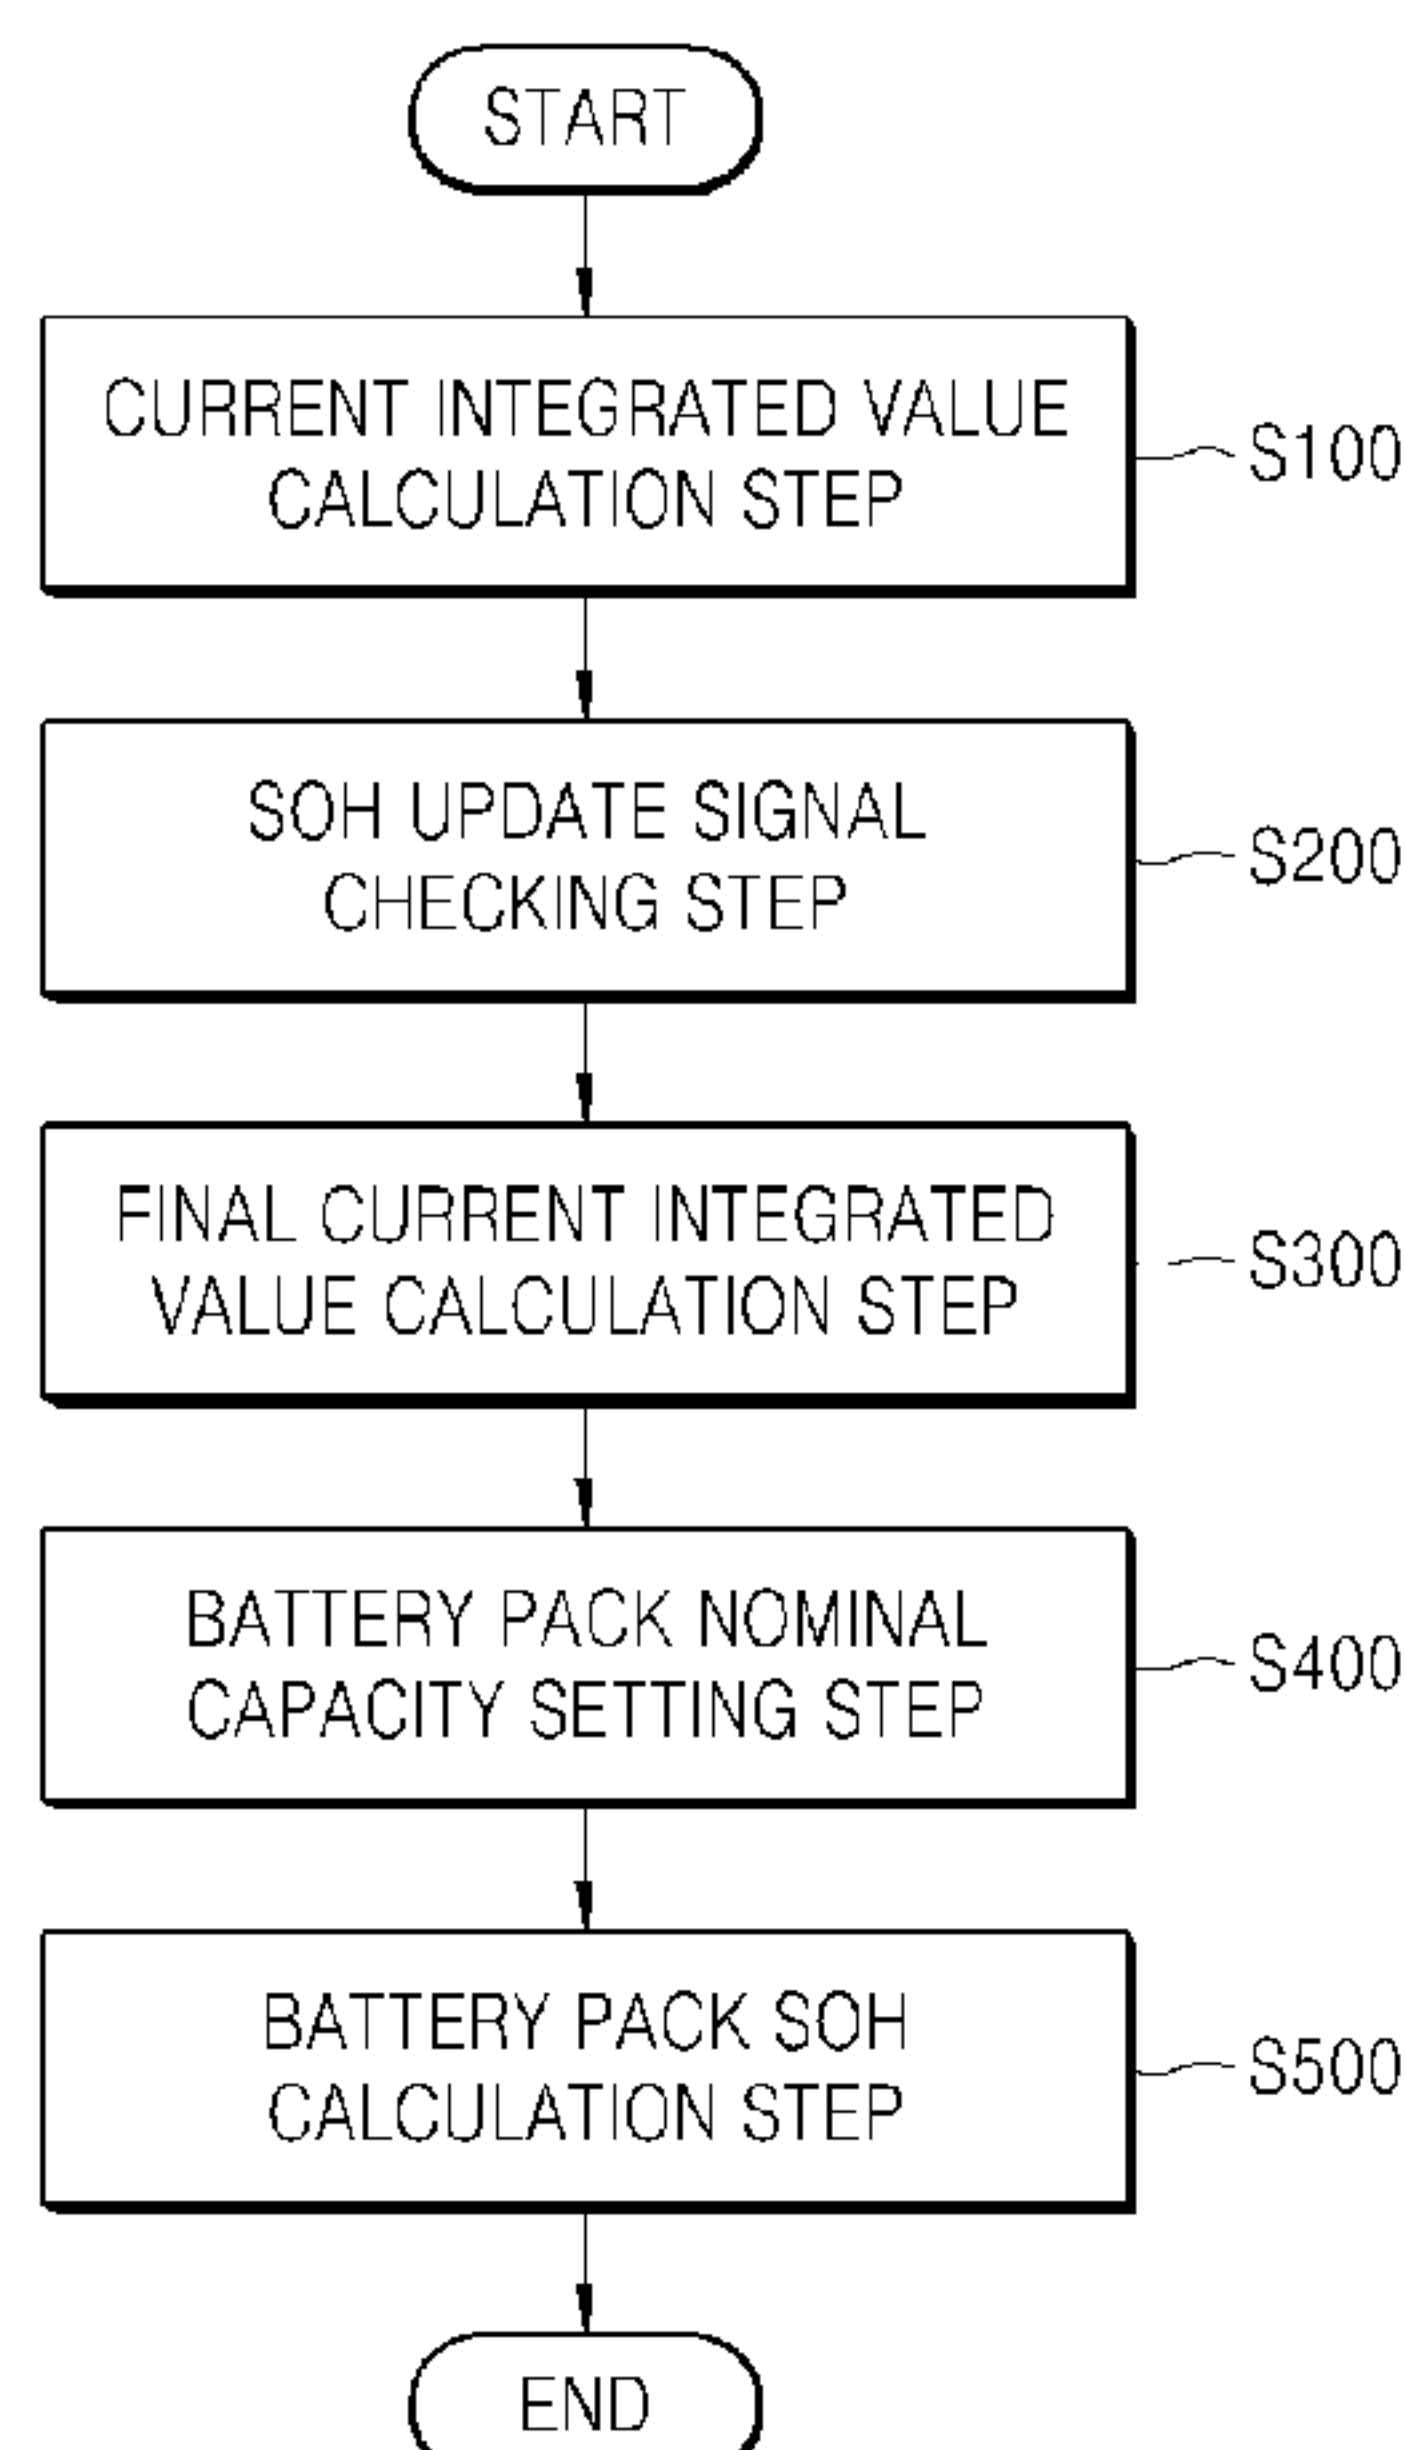 START
CURRENT INTEGRATED VALUE
CALCULATION STEP
S100
SOH UPDATE SIGNAL
CHECKING STEP
S200
FINAL CURRENT INTEGRATED
VALUE CALCULATION STEP
S300
BATTERY PACK NOMINAL
CAPACITY SETTING STEP
S400
BATTERY PACK SOH
CALCULATION STEP
S500
END